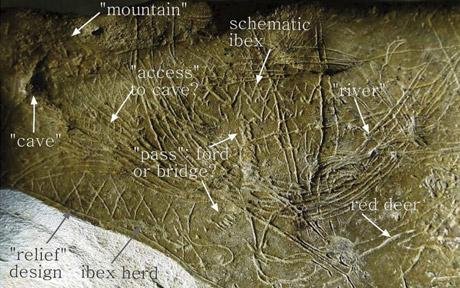 "mountain"
schematic
ibex
"access"
to cave?
"river"
"cave"
"pass": ford
or bridge?
red deer
"relief"
design
ibex herd